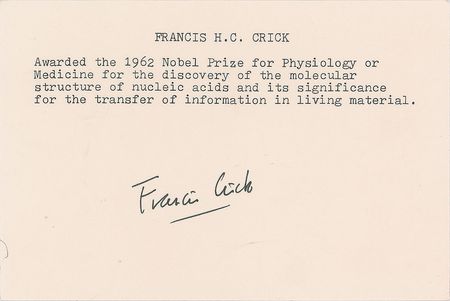 FRANCIS H.C. CRICK
Awarded the 1962 Nobel Prize for Physiology or
Medicine for the discovery of the molecular
structure of nucleic acids and its significance
for the transfer of information in living material.
Francis Crick